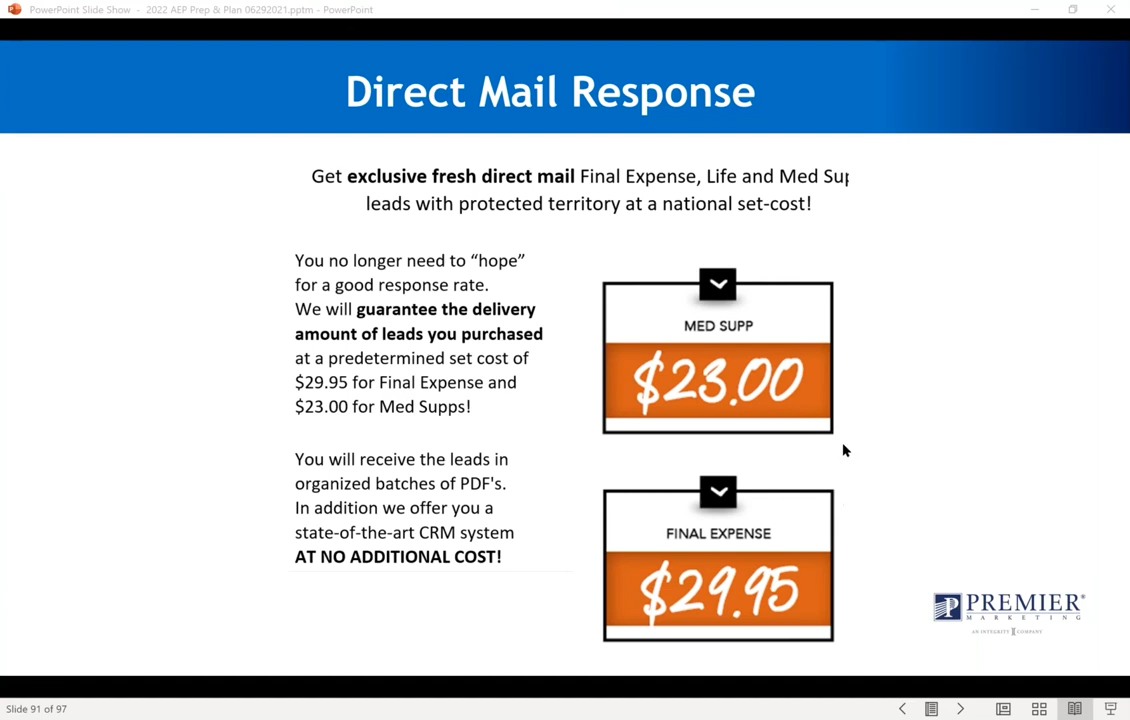 PowerPoint Slide Show - 2022 AEP Prep & Plan 06292021.pptm - PowerPoint
Direct Mail Response
Get exclusive fresh direct mail Final Expense, Life and Med Sup
leads with protected territory at a national set-cost!
You no longer need to “hope”
for a good response rate.
We will guarantee the delivery
amount of leads you purchased
at a predetermined set cost of
$29.95 for Final Expense and
$23.00 for Med Supps!
You will receive the leads in
organized batches of PDF's.
In addition we offer you a
state-of-the-art CRM system
AT NO ADDITIONAL COST!
MED SUPP
$23.00
FINAL EXPENSE
$29.95
PREMIER®
MARKETING
AN INTEGRITY COMPANY
Slide 91 of 97